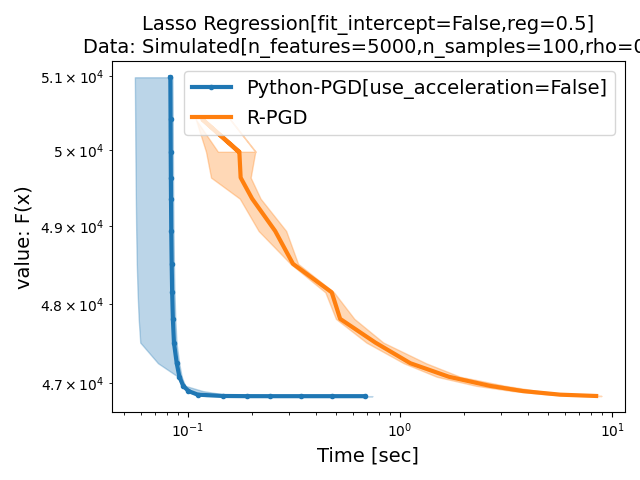 Lasso Regression[fit_intercept=False,reg=0.5]
Data: Simulated[n_features=5000,n_samples=100,rho=0
Python-PGD[use_acceleration=False]
R-PGD
value: F(x)
5.1 × 10⁴
5 × 10⁴
4.9 × 10⁴
4.8 × 10⁴
4.7 × 10⁴
10⁻¹ 10⁰ 10¹
Time [sec]